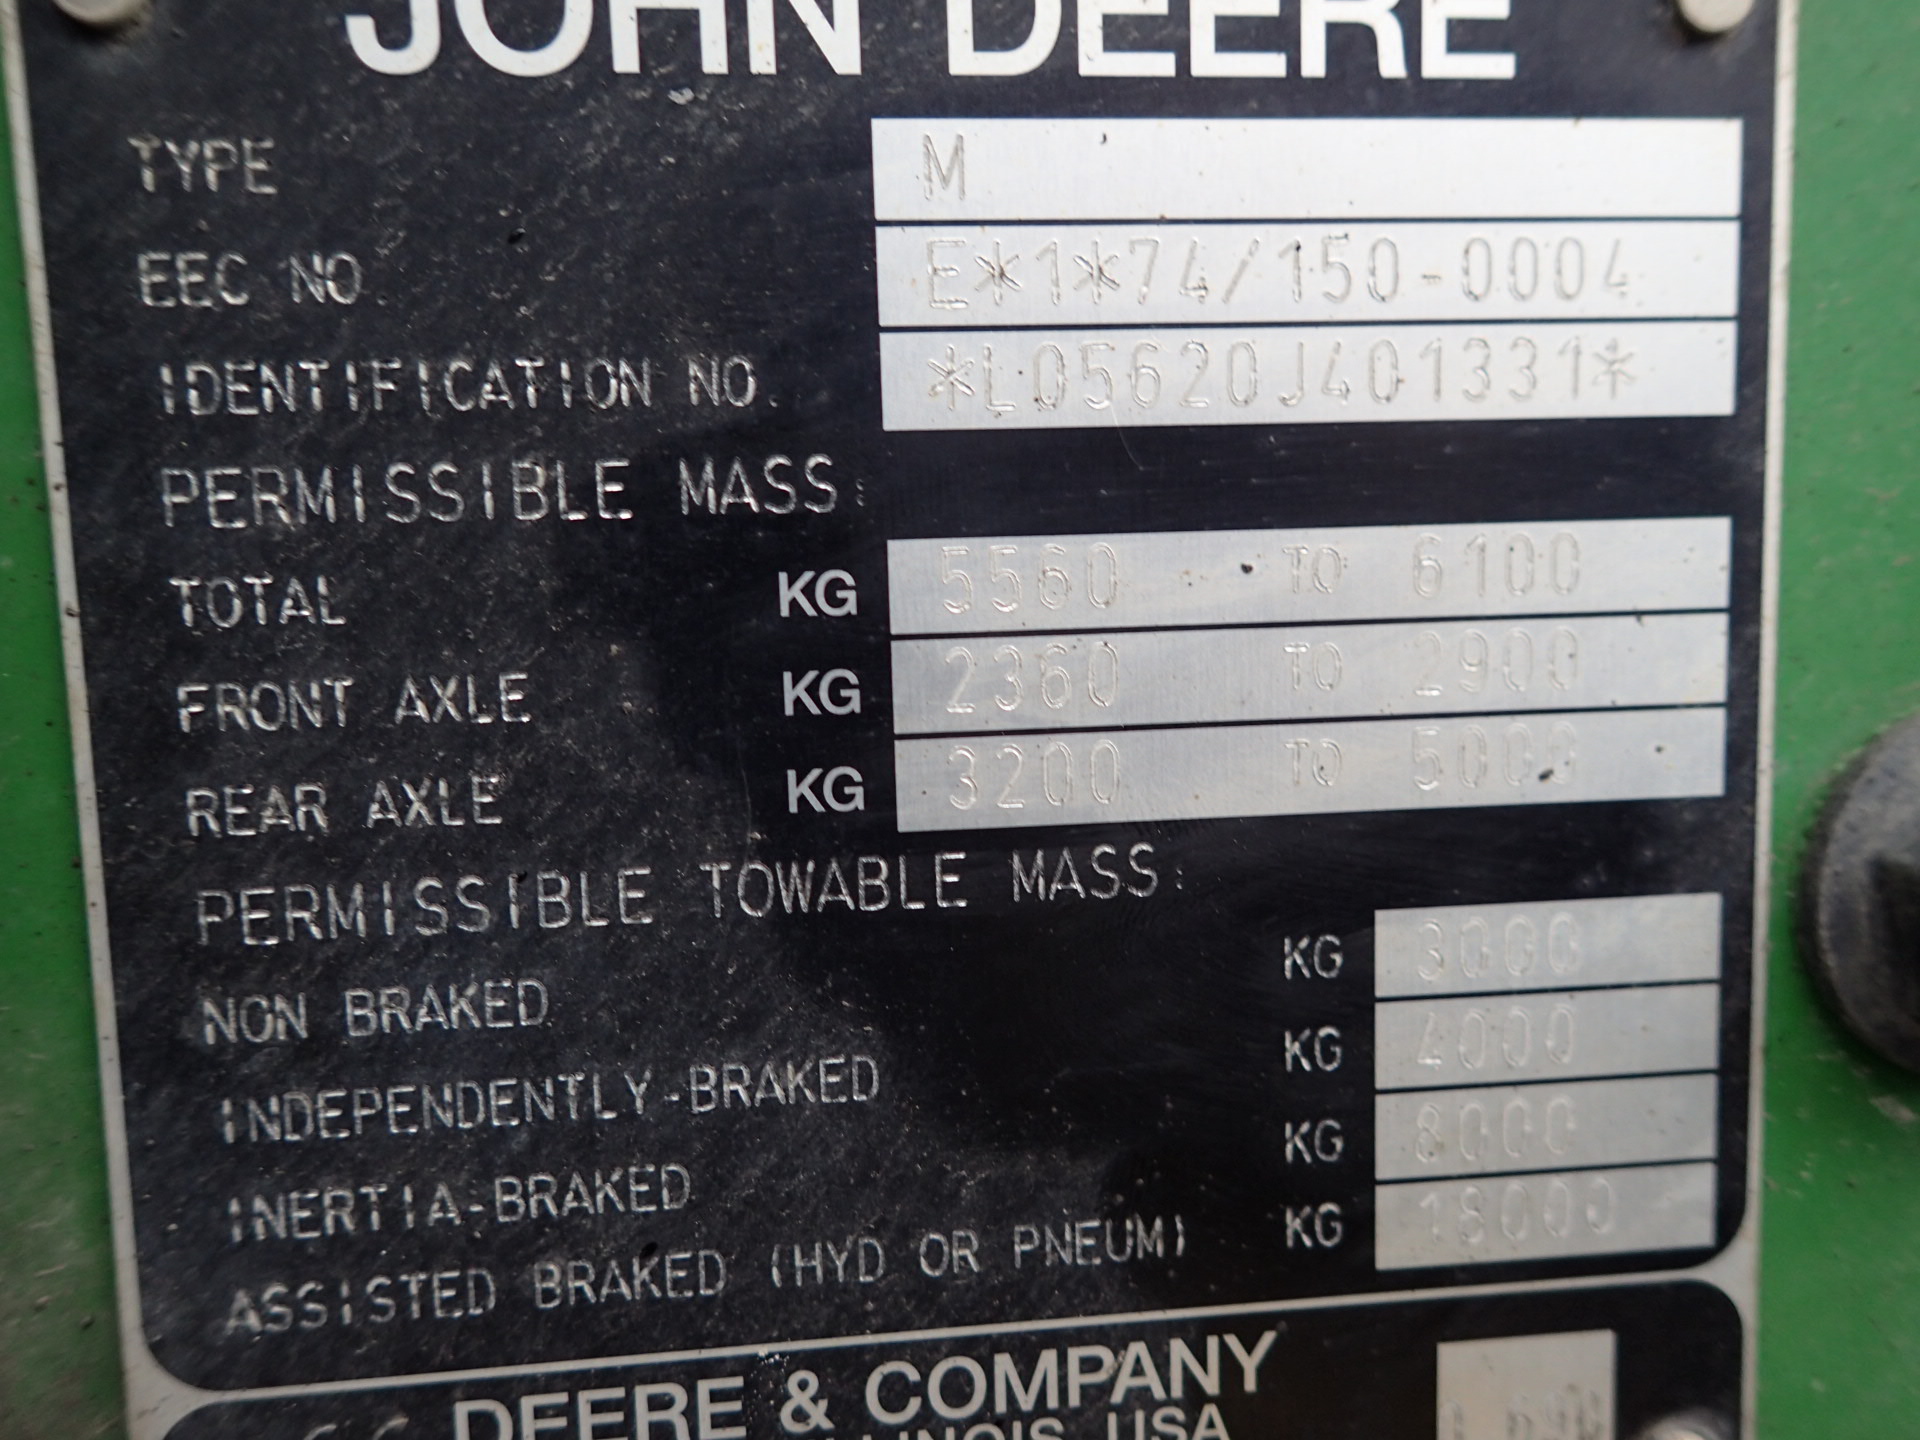 JOHN DEERE
TYPE M
EEC NO. E*1*74/150-0004
IDENTIFICATION NO. *L05620J401331*
PERMISSIBLE MASS:
TOTAL KG 5560 TO 6100
FRONT AXLE KG 2360 TO 2900
REAR AXLE KG 3200 TO 5000
PERMISSIBLE TOWABLE MASS:
NON BRAKED KG 3000
INDEPENDENTLY-BRAKED KG 4000
INERTIA-BRAKED KG 8000
ASSISTED BRAKED (HYD OR PNEUM) KG 18000
DEERE & COMPANY
ILLINOIS, USA